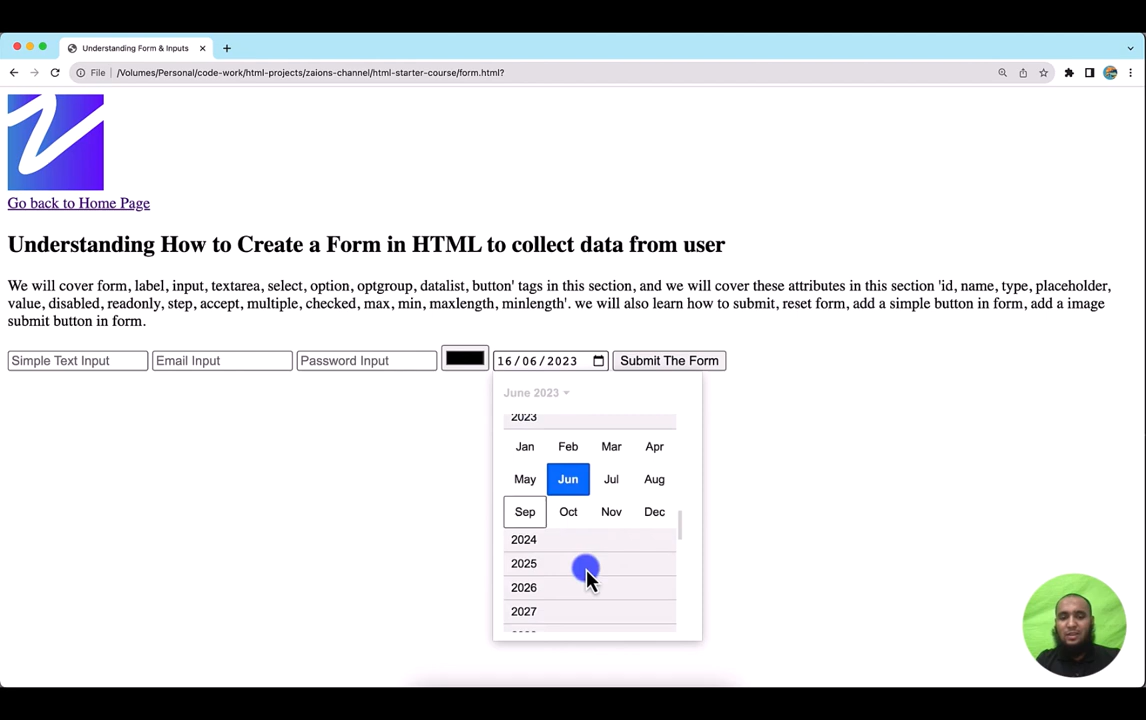 Understanding Form & Inputs
File /Volumes/Personal/code-work/html-projects/zaions-channel/html-starter-course/form.html?
Go back to Home Page
Understanding How to Create a Form in HTML to collect data from user
We will cover form, label, input, textarea, select, option, optgroup, datalist, button' tags in this section, and we will cover these attributes in this section 'id, name, type, placeholder,
value, disabled, readonly, step, accept, multiple, checked, max, min, maxlength, minlength'. we will also learn how to submit, reset form, add a simple button in form, add a image
submit button in form.
Simple Text Input Email Input Password Input 16/06/2023 Submit The Form
June 2023
2023
Jan Feb Mar Apr
May Jun Jul Aug
Sep Oct Nov Dec
2024
2025
2026
2027